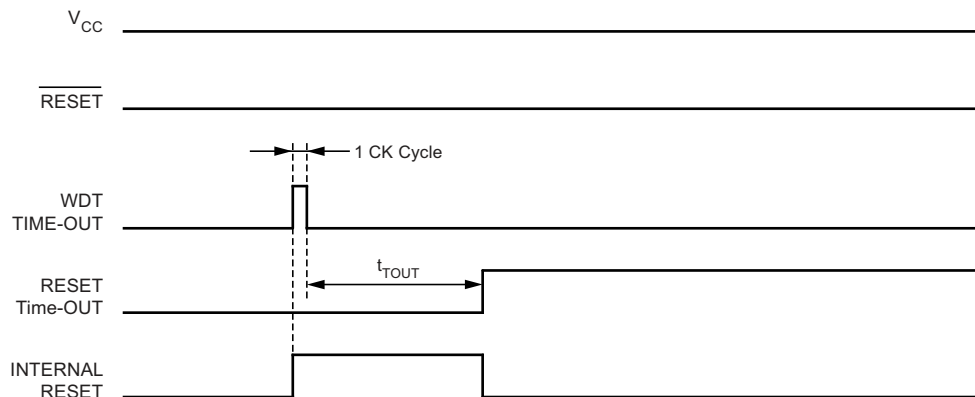 VCC
RESET
1 CK Cycle
WDT
TIME-OUT
tTOUT
RESET
Time-OUT
INTERNAL
RESET